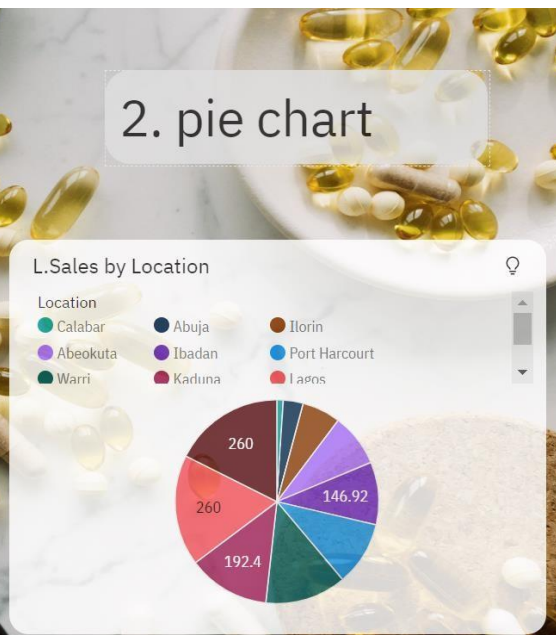 2. pie chart
L.Sales by Location
Location
Calabar Abuja Ilorin
Abeokuta Ibadan Port Harcourt
Warri Kaduna Lagos
260
146.92
260
192.4